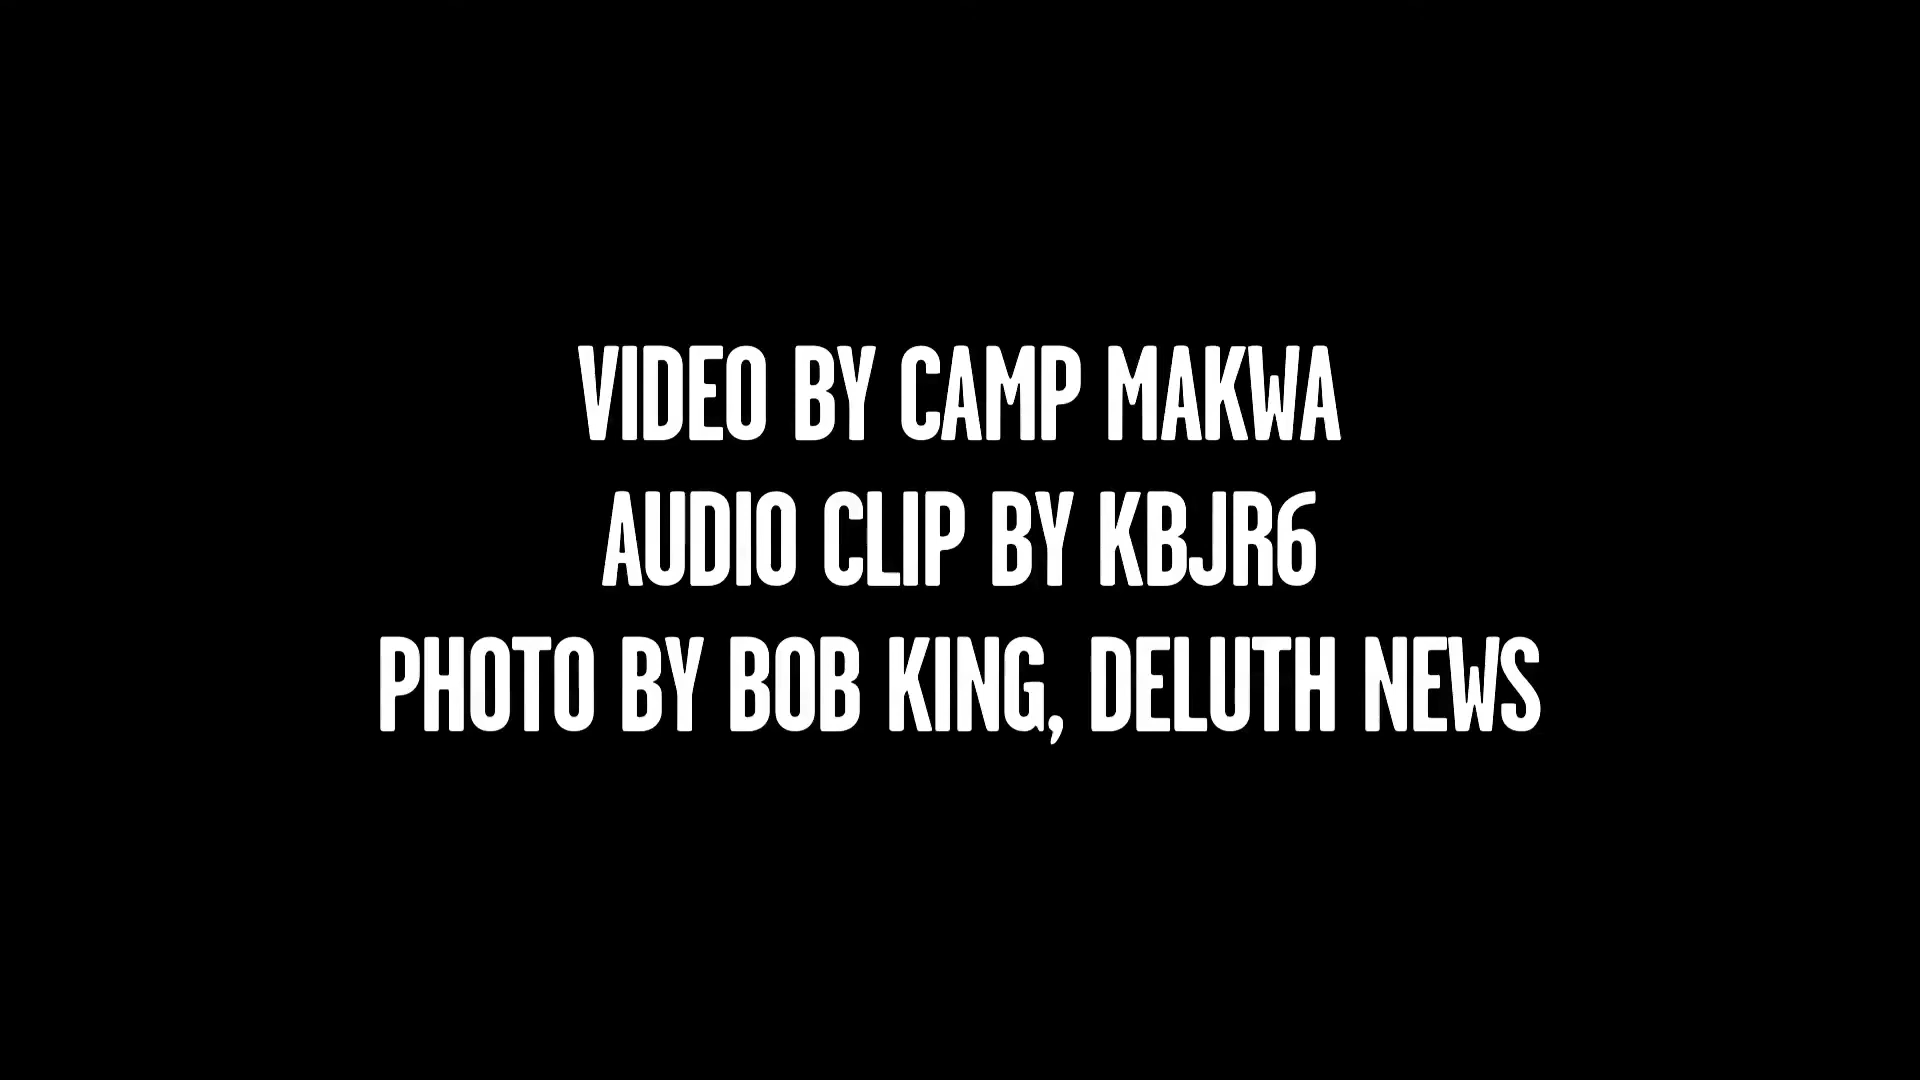 VIDEO BY CAMP MAKWA
AUDIO CLIP BY KBJR6
PHOTO BY BOB KING, DELUTH NEWS